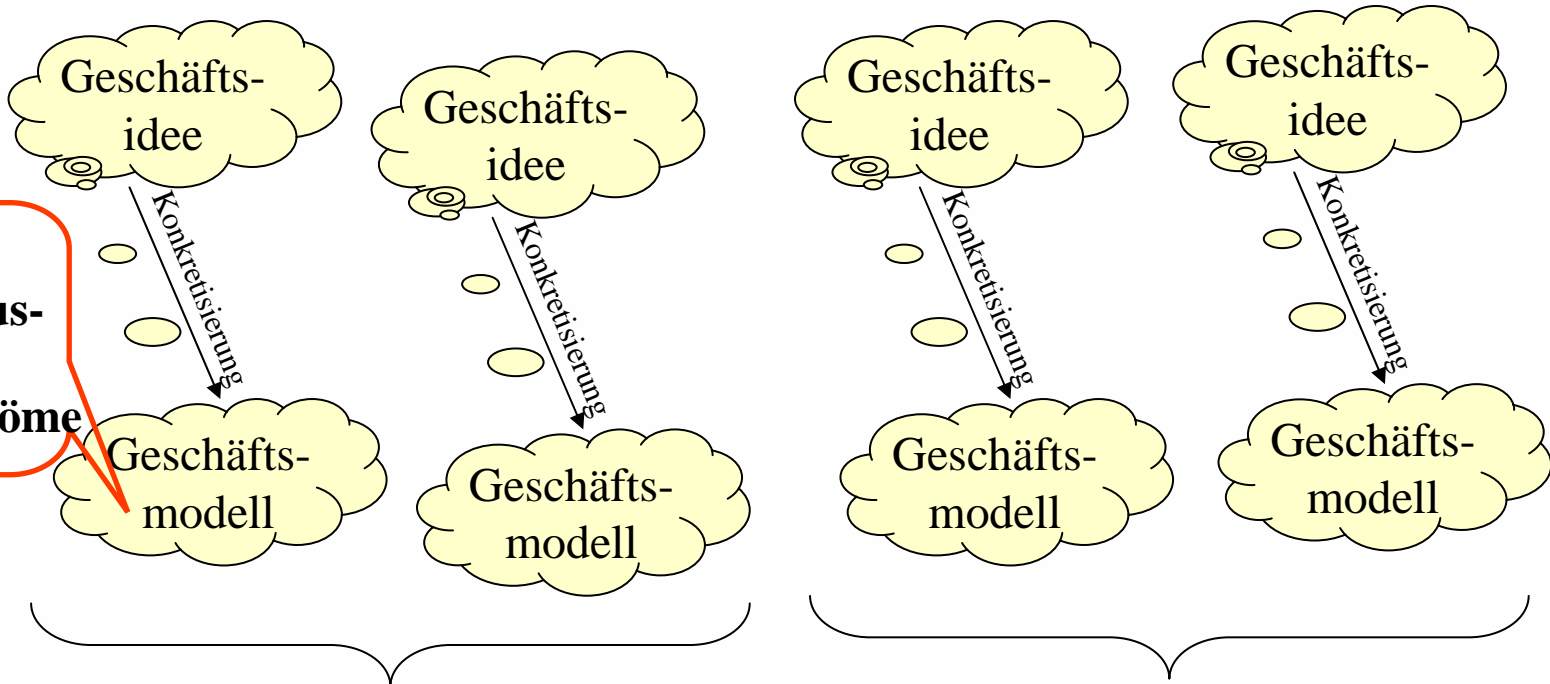 Geschäfts-
idee
Geschäfts-
idee
Geschäfts-
idee
Geschäfts-
idee
Konkretisierung
Konkretisierung
Konkretisierung
Konkretisierung
Geschäfts-
modell
Geschäfts-
modell
Geschäfts-
modell
Geschäfts-
modell